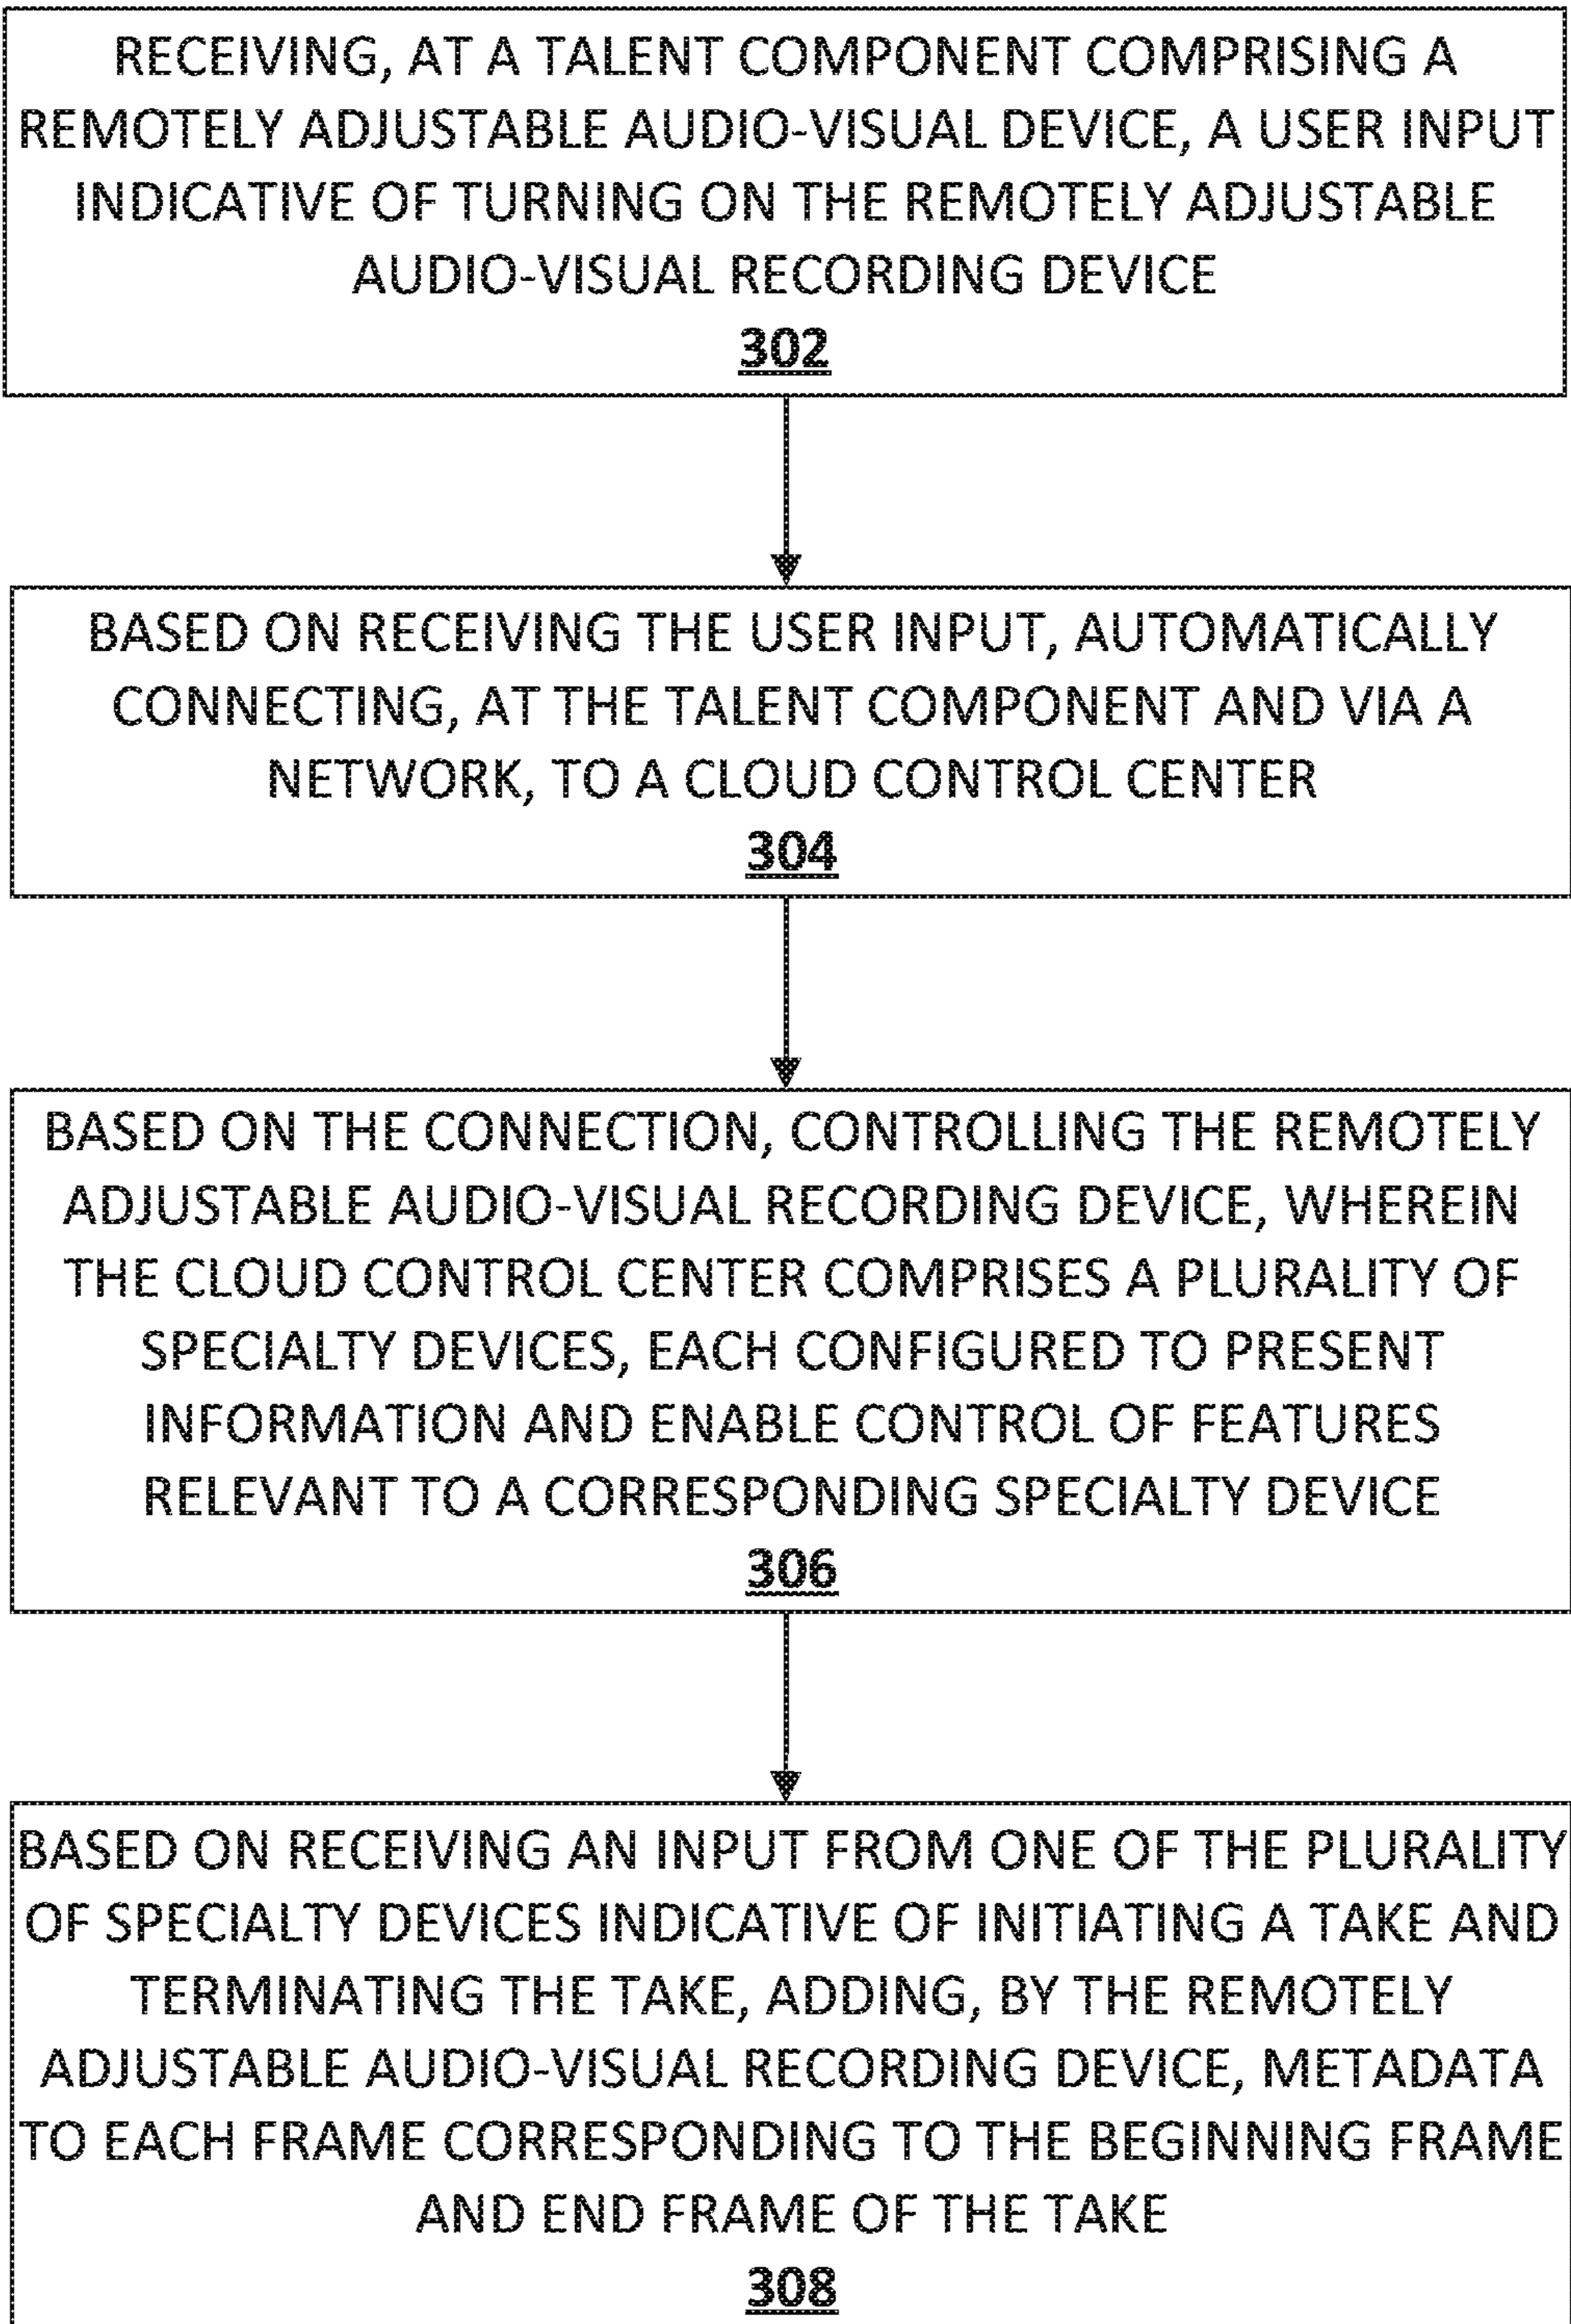 RECEIVING, AT A TALENT COMPONENT COMPRISING A
REMOTELY ADJUSTABLE AUDIO-VISUAL DEVICE, A USER INPUT
INDICATIVE OF TURNING ON THE REMOTELY ADJUSTABLE
AUDIO-VISUAL RECORDING DEVICE
302
BASED ON RECEIVING THE USER INPUT, AUTOMATICALLY
CONNECTING, AT THE TALENT COMPONENT AND VIA A
NETWORK, TO A CLOUD CONTROL CENTER
304
BASED ON THE CONNECTION, CONTROLLING THE REMOTELY
ADJUSTABLE AUDIO-VISUAL RECORDING DEVICE, WHEREIN
THE CLOUD CONTROL CENTER COMPRISES A PLURALITY OF
SPECIALTY DEVICES, EACH CONFIGURED TO PRESENT
INFORMATION AND ENABLE CONTROL OF FEATURES
RELEVANT TO A CORRESPONDING SPECIALTY DEVICE
306
BASED ON RECEIVING AN INPUT FROM ONE OF THE PLURALITY
OF SPECIALTY DEVICES INDICATIVE OF INITIATING A TAKE AND
TERMINATING THE TAKE, ADDING, BY THE REMOTELY
ADJUSTABLE AUDIO-VISUAL RECORDING DEVICE, METADATA
TO EACH FRAME CORRESPONDING TO THE BEGINNING FRAME
AND END FRAME OF THE TAKE
308